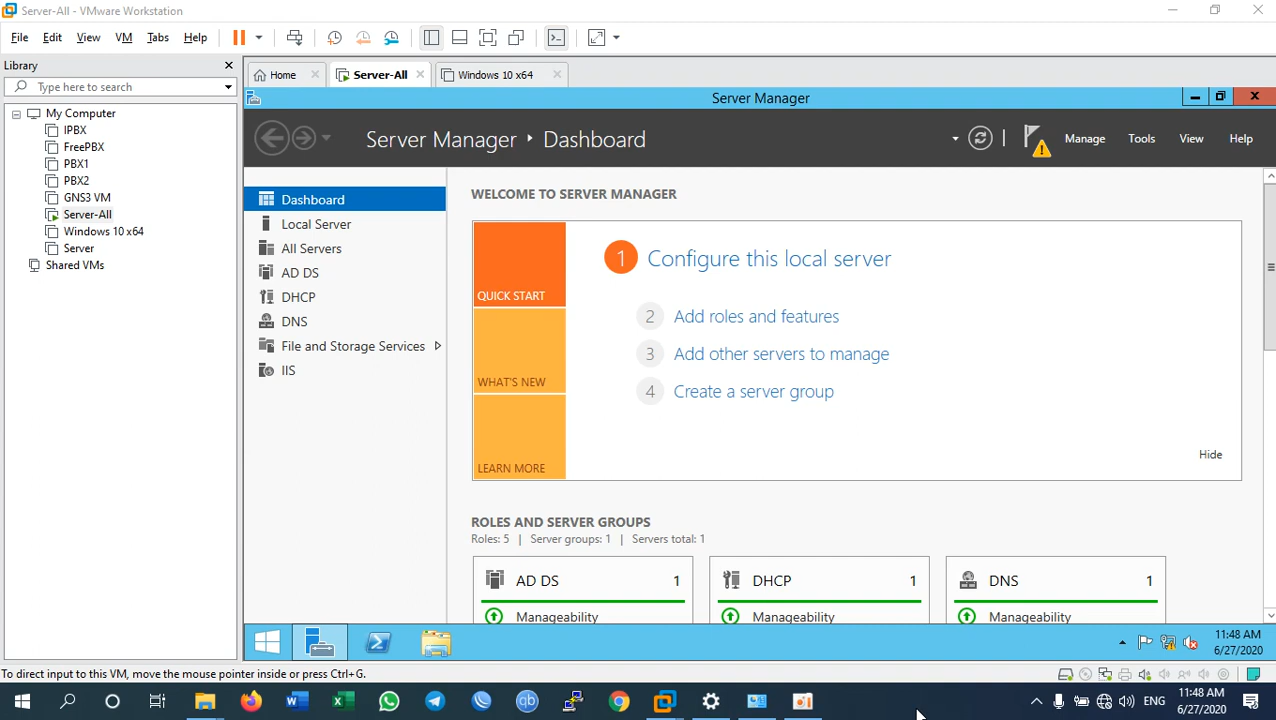 Server-All - VMware Workstation
File Edit View VM Tabs Help
Library
Type here to search
My Computer
IPBX
FreePBX
PBX1
PBX2
GNS3 VM
Server-All
Windows 10 x64
Server
Shared VMs
Home Server-All Windows 10 x64
Server Manager
Server Manager Dashboard
Manage Tools View Help
Dashboard
Local Server
All Servers
AD DS
DHCP
DNS
File and Storage Services
IIS
WELCOME TO SERVER MANAGER
QUICK START
WHAT'S NEW
LEARN MORE
1 Configure this local server
2 Add roles and features
3 Add other servers to manage
4 Create a server group
Hide
ROLES AND SERVER GROUPS
Roles: 5 | Server groups: 1 | Servers total: 1
AD DS 1
Manageability
DHCP 1
Manageability
DNS 1
Manageability
11:48 AM
6/27/2020
To direct input to this VM, move the mouse pointer inside or press Ctrl+G.
ENG
11:48 AM
6/27/2020